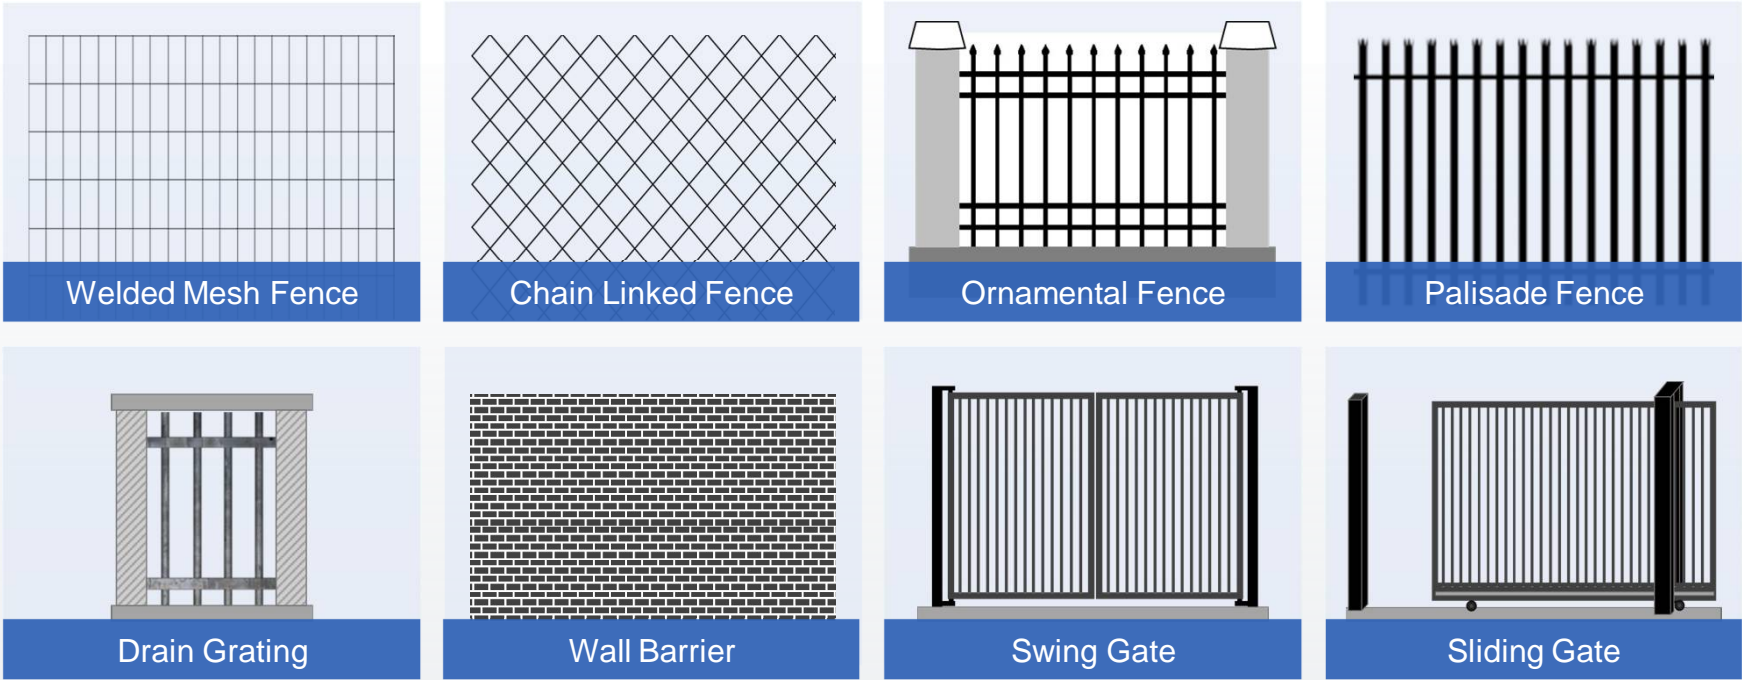 Welded Mesh Fence
Chain Linked Fence
Ornamental Fence
Palisade Fence
Drain Grating
Wall Barrier
Swing Gate
Sliding Gate